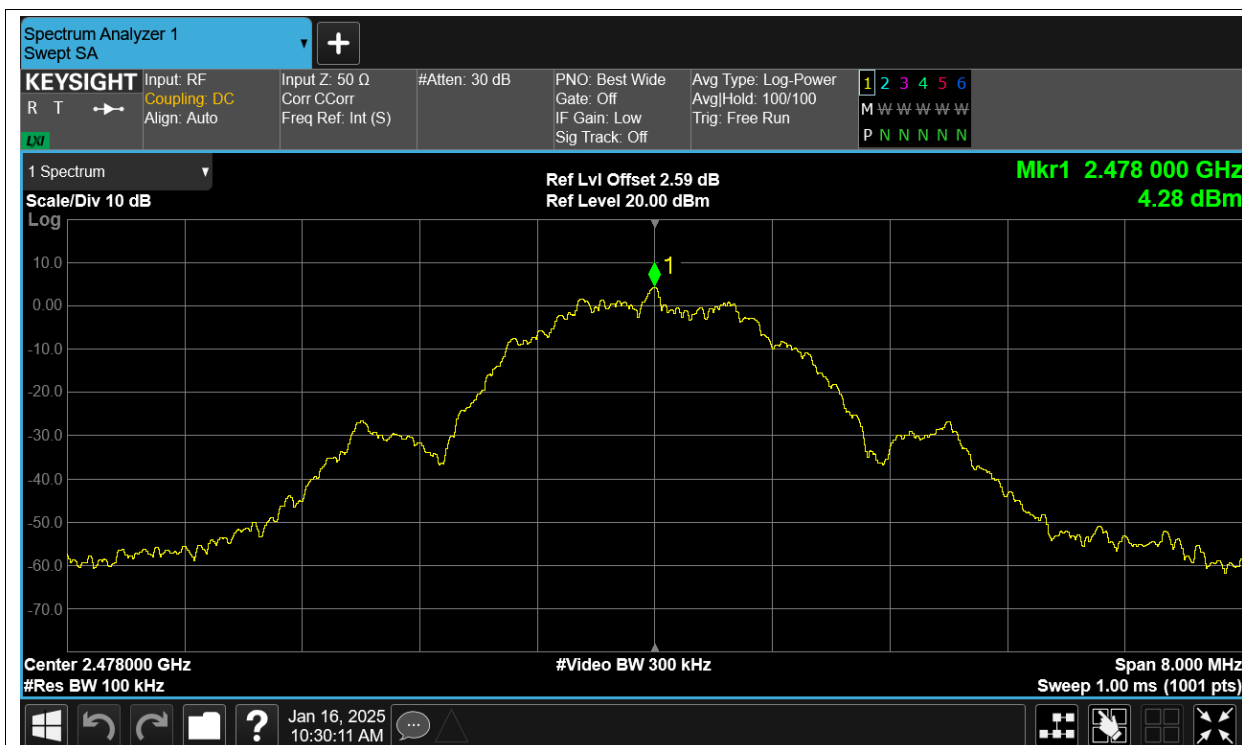 Spectrum Analyzer 1
Swept SA
KEYSIGHT
R T
LXI
Input: RF
Coupling: DC
Align: Auto
Input Z: 50 Ω
Corr CCorr
Freq Ref: Int (S)
#Atten: 30 dB
PNO: Best Wide
Gate: Off
IF Gain: Low
Sig Track: Off
Avg Type: Log-Power
Avg|Hold: 100/100
Trig: Free Run
1 2 3 4 5 6
M W W W W W
P N N N N N
1 Spectrum
Scale/Div 10 dB
Log
Ref Lvl Offset 2.59 dB
Ref Level 20.00 dBm
Mkr1 2.478 000 GHz
4.28 dBm
1
10.0
0.00
-10.0
-20.0
-30.0
-40.0
-50.0
-60.0
-70.0
Center 2.478000 GHz
#Res BW 100 kHz
#Video BW 300 kHz
Span 8.000 MHz
Sweep 1.00 ms (1001 pts)
?
Jan 16, 2025
10:30:11 AM